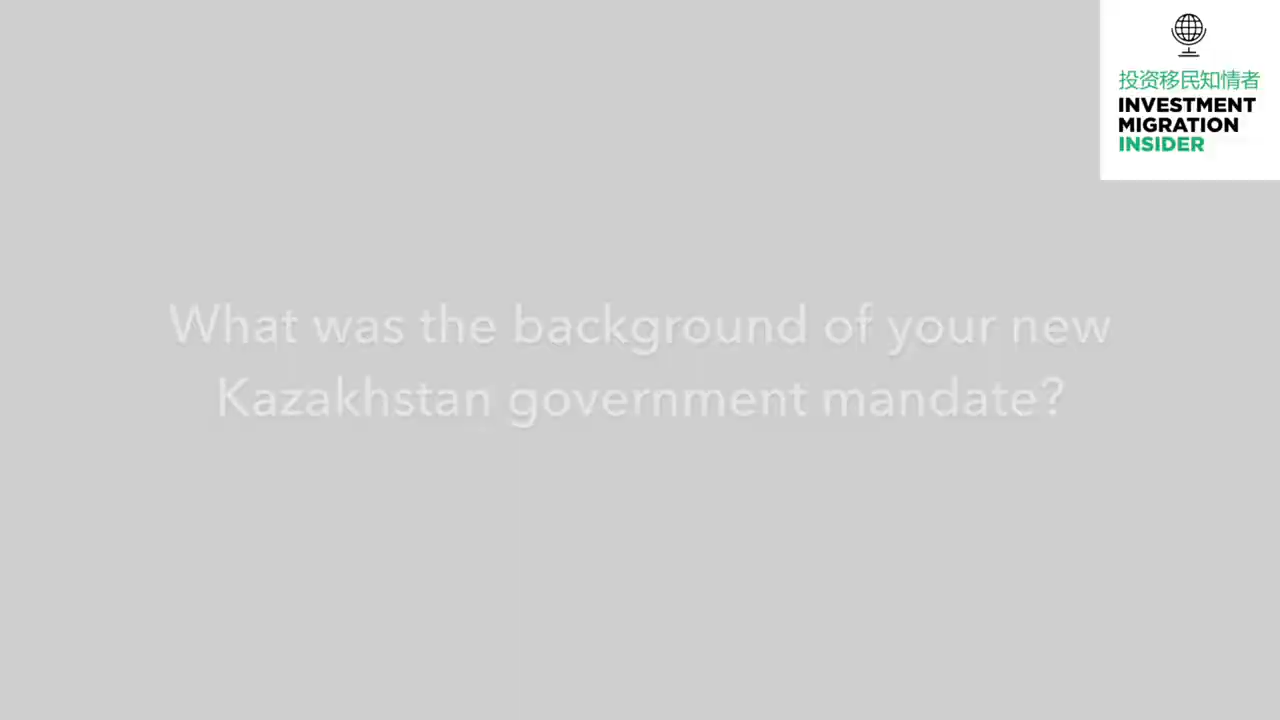 投资移民知情者
INVESTMENT
MIGRATION
INSIDER
What was the background of your new
Kazakhstan government mandate?